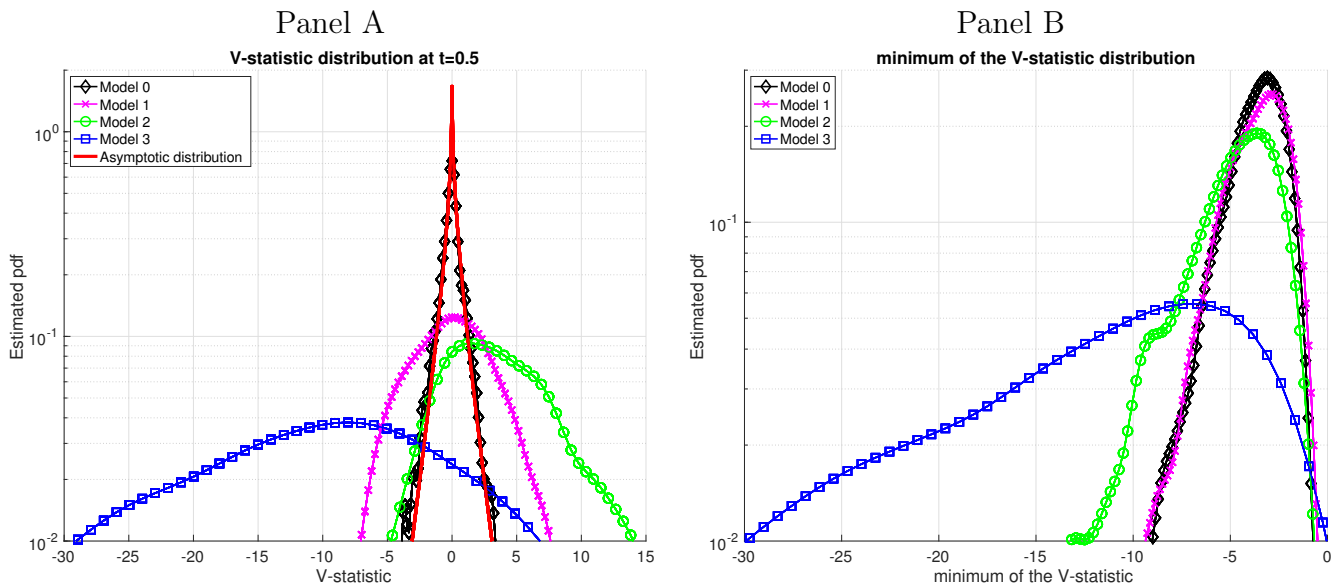 Panel A
V-statistic distribution at t=0.5
Model 0
Model 1
Model 2
Model 3
Asymptotic distribution
Estimated pdf
10^0
10^-1
10^-2
-30 -25 -20 -15 -10 -5 0 5 10 15
V-statistic
Panel B
minimum of the V-statistic distribution
Model 0
Model 1
Model 2
Model 3
Estimated pdf
10^-1
10^-2
-30 -25 -20 -15 -10 -5 0
minimum of the V-statistic